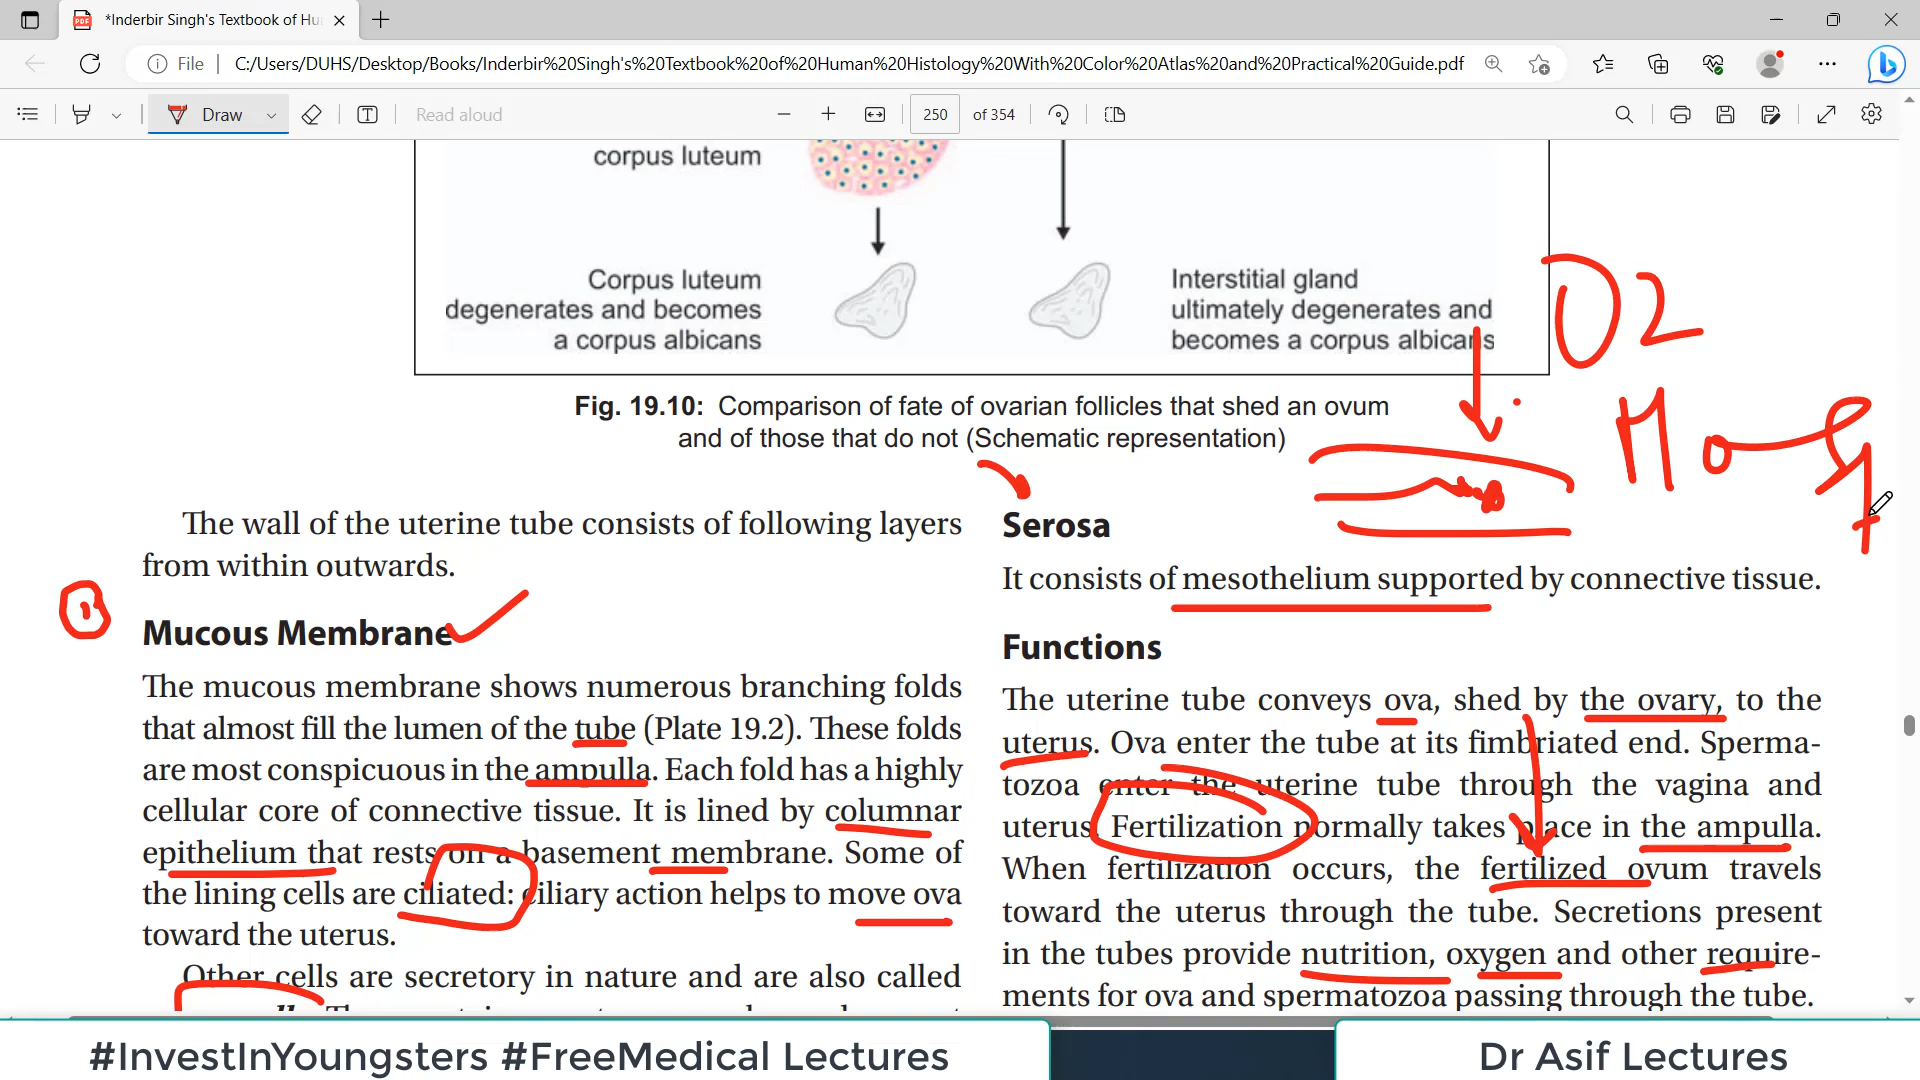 *Inderbir Singh's Textbook of Hu
File
C:/Users/DUHS/Desktop/Books/Inderbir%20Singh's%20Textbook%20of%20Human%20Histology%20With%20Color%20Atlas%20and%20Practical%20Guide.pdf
Draw
Read aloud
250
of 354
corpus luteum
Corpus luteum
degenerates and becomes
a corpus albicans
Interstitial gland
ultimately degenerates and
becomes a corpus albicans
O2
Fig. 19.10: Comparison of fate of ovarian follicles that shed an ovum
and of those that do not (Schematic representation)
The wall of the uterine tube consists of following layers
from within outwards.
1
Mucous Membrane
The mucous membrane shows numerous branching folds
that almost fill the lumen of the tube (Plate 19.2). These folds
are most conspicuous in the ampulla. Each fold has a highly
cellular core of connective tissue. It is lined by columnar
epithelium that rests on a basement membrane. Some of
the lining cells are ciliated: ciliary action helps to move ova
toward the uterus.
Other cells are secretory in nature and are also called
Serosa
It consists of mesothelium supported by connective tissue.
Functions
The uterine tube conveys ova, shed by the ovary, to the
uterus. Ova enter the tube at its fimbriated end. Sperma-
tozoa enter the uterine tube through the vagina and
uterus. Fertilization normally takes place in the ampulla.
When fertilization occurs, the fertilized ovum travels
toward the uterus through the tube. Secretions present
in the tubes provide nutrition, oxygen and other require-
ments for ova and spermatozoa passing through the tube.
#InvestInYoungsters #FreeMedical Lectures
Dr Asif Lectures